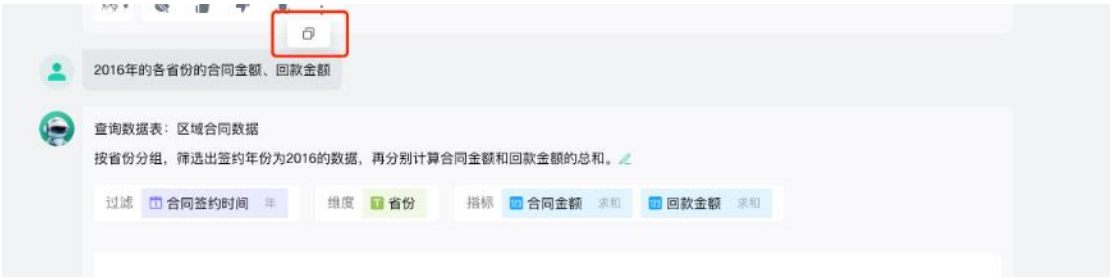 2016年的各省份的合同金额、回款金额
查询数据表：区域合同数据
按省份分组，筛选出签约年份为2016的数据，再分别计算合同金额和回款金额的总和。
过滤 合同签约时间 年 维度 T 省份 指标 123 合同金额 求和 123 回款金额 求和